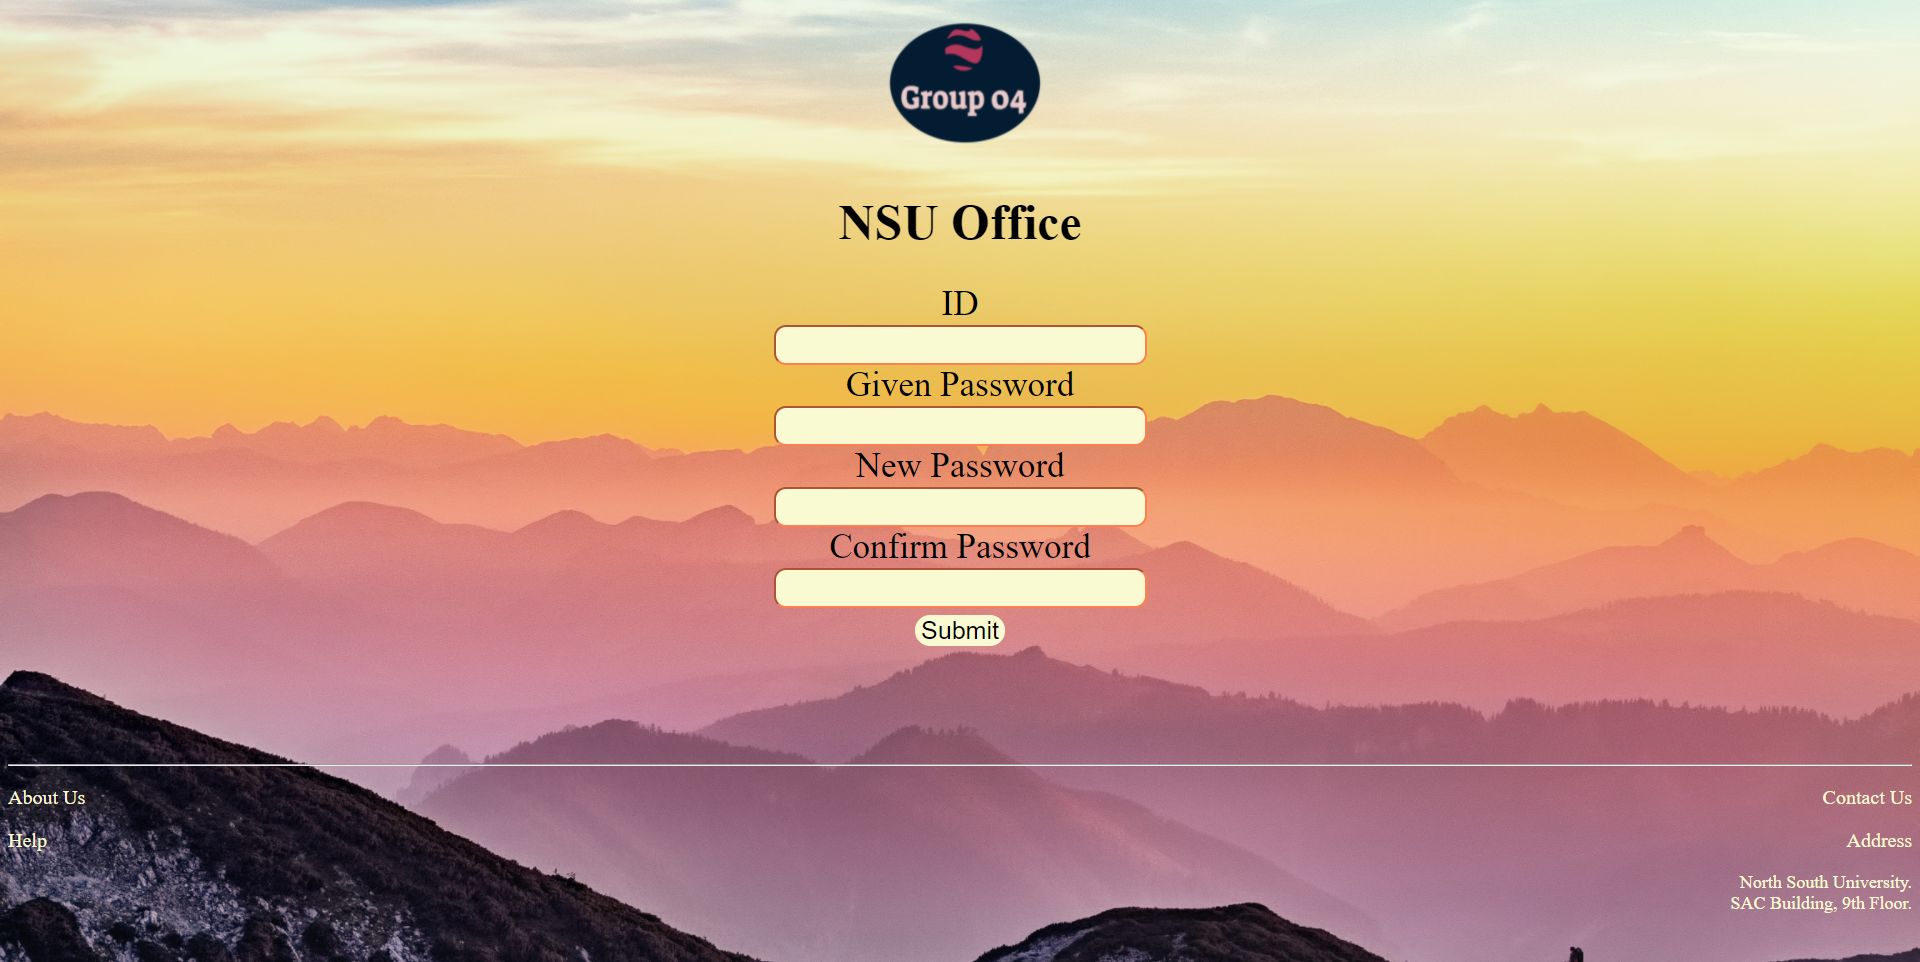 Group 04
NSU Office
ID
Given Password
New Password
Confirm Password
Submit
About Us
Contact Us
Help
Address
North South University.
SAC Building, 9th Floor.